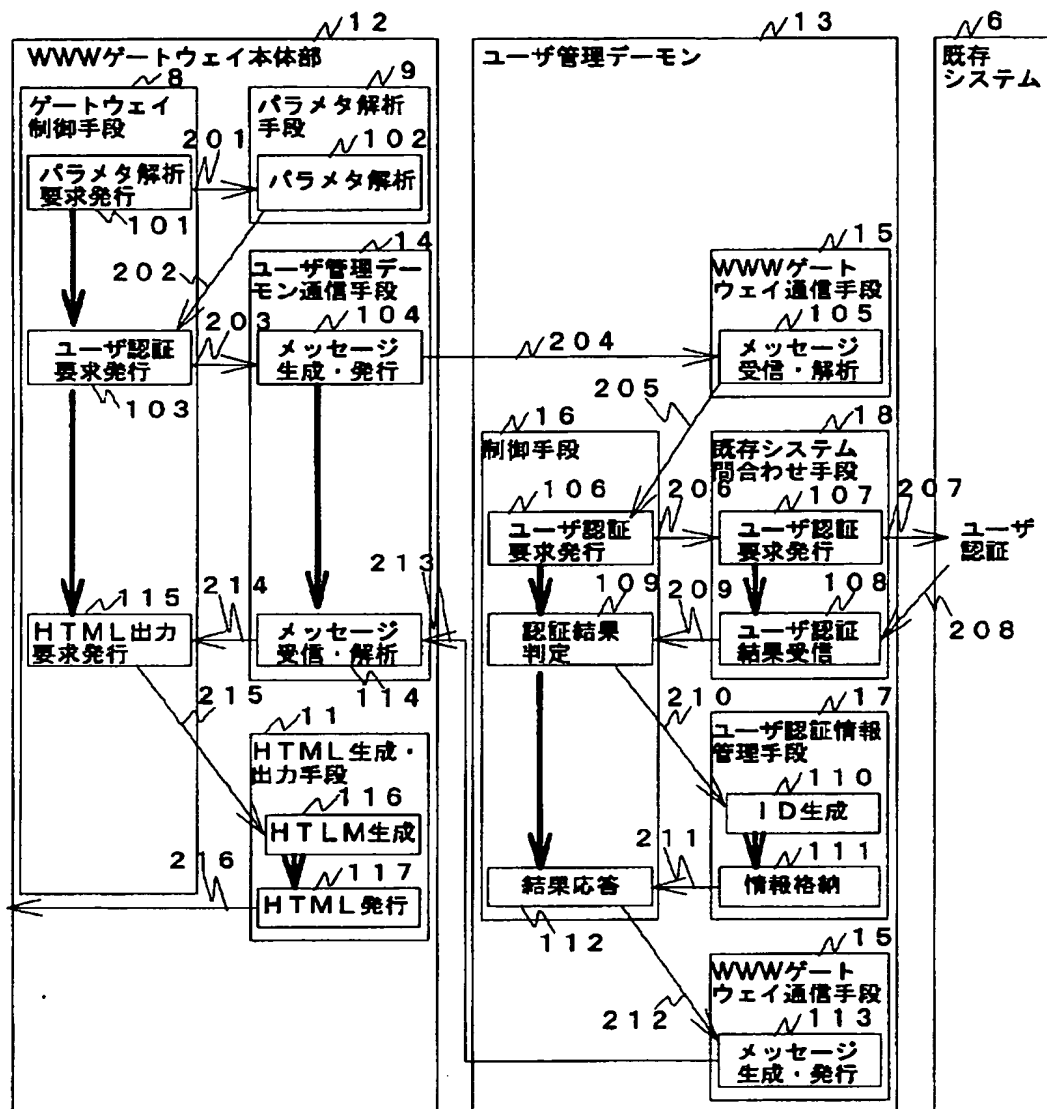 12
13
6
WWWゲートウェイ本体部
ユーザ管理デーモン
既存
システム
8
9
ゲートウェイ
制御手段
パラメタ解析
手段
201
102
パラメタ解析
要求発行
パラメタ解析
101
14
15
202
ユーザ管理デー
モン通信手段
WWWゲート
ウェイ通信手段
203
104
204
105
ユーザ認証
要求発行
メッセージ
生成・発行
メッセージ
受信・解析
103
205
16
18
制御手段
既存システム
問合わせ手段
106
206
107
207
ユーザ認証
要求発行
ユーザ認証
要求発行
ユーザ
認証
213
109
108
115
214
209
HTML出力
要求発行
メッセージ
受信・解析
認証結果
判定
ユーザ認証
結果受信
208
114
215
210
17
11
ユーザ認証情報
管理手段
HTML生成・
出力手段
110
116
ID生成
HTLM生成
211
111
216
117
HTML発行
結果応答
情報格納
112
15
WWWゲート
ウェイ通信手段
212
113
メッセージ
生成・発行